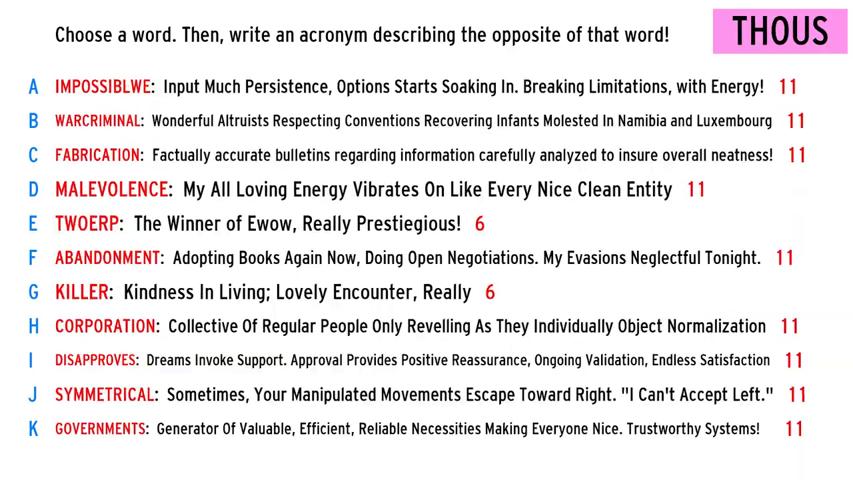 Choose a word. Then, write an acronym describing the opposite of that word!
THOUS
A IMPOSSIBLWE: Input Much Persistence, Options Starts Soaking In. Breaking Limitations, with Energy! 11
B WARCRIMINAL: Wonderful Altruists Respecting Conventions Recovering Infants Molested In Namibia and Luxembourg 11
C FABRICATION: Factually accurate bulletins regarding information carefully analyzed to insure overall neatness! 11
D MALEVOLENCE: My All Loving Energy Vibrates On Like Every Nice Clean Entity 11
E TWOERP: The Winner of Ewow, Really Prestiegious! 6
F ABANDONMENT: Adopting Books Again Now, Doing Open Negotiations. My Evasions Neglectful Tonight. 11
G KILLER: Kindness In Living; Lovely Encounter, Really 6
H CORPORATION: Collective Of Regular People Only Revelling As They Individually Object Normalization 11
I DISAPPROVES: Dreams Invoke Support. Approval Provides Positive Reassurance, Ongoing Validation, Endless Satisfaction 11
J SYMMETRICAL: Sometimes, Your Manipulated Movements Escape Toward Right. "I Can't Accept Left." 11
K GOVERNMENTS: Generator Of Valuable, Efficient, Reliable Necessities Making Everyone Nice. Trustworthy Systems! 11